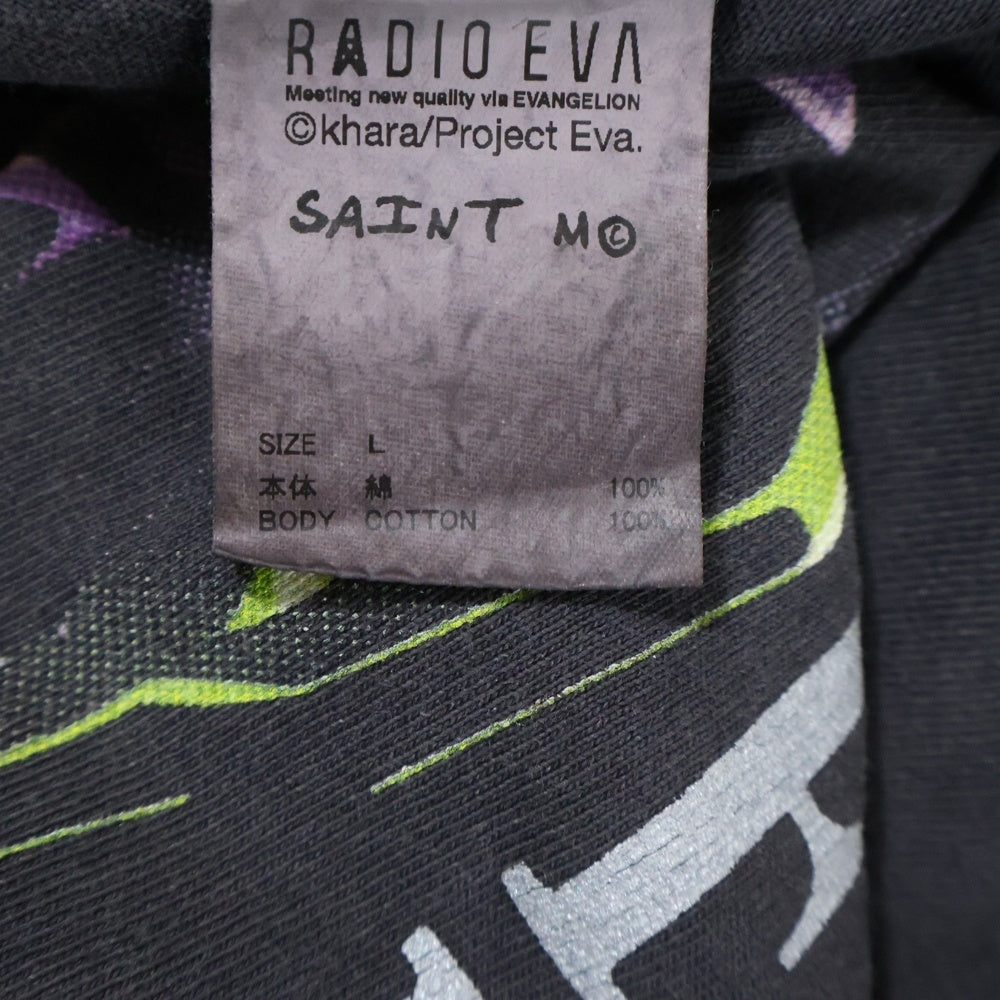 RADIO EVA
Meeting new quality via EVANGELION
©khara/Project Eva.
SAINT M©
SIZE L
本体 綿 100%
BODY COTTON 100%